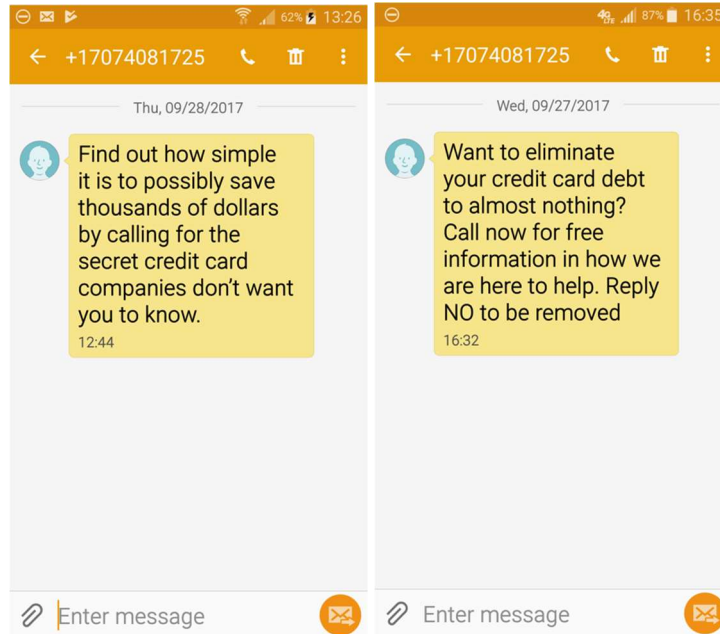 62% 13:26
+17074081725
Thu, 09/28/2017
Find out how simple
it is to possibly save
thousands of dollars
by calling for the
secret credit card
companies don't want
you to know.
12:44
Enter message
4G LTE 87% 16:35
+17074081725
Wed, 09/27/2017
Want to eliminate
your credit card debt
to almost nothing?
Call now for free
information in how we
are here to help. Reply
NO to be removed
16:32
Enter message